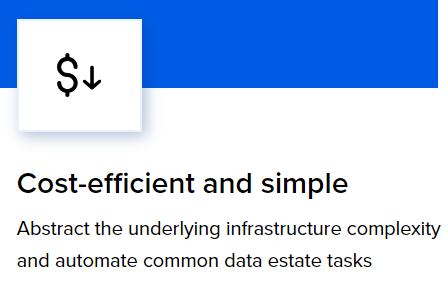 $↓
Cost-efficient and simple
Abstract the underlying infrastructure complexity
and automate common data estate tasks